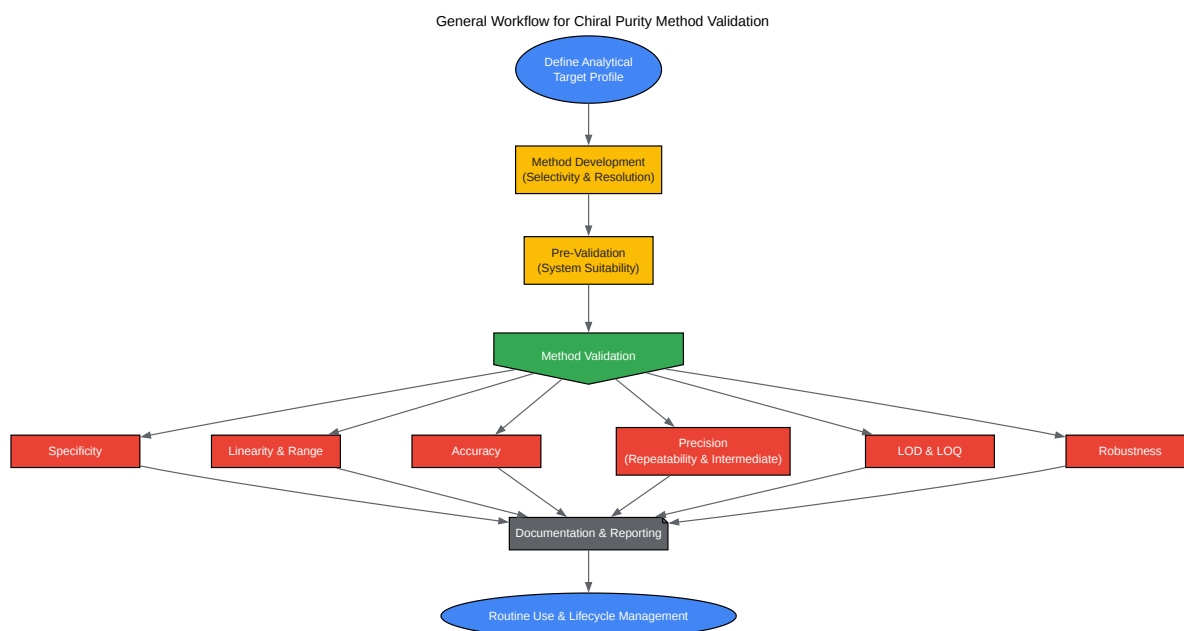 General Workflow for Chiral Purity Method Validation
Define Analytical
Target Profile
Method Development
(Selectivity & Resolution)
Pre-Validation
(System Suitability)
Method Validation
Specificity
Linearity & Range
Accuracy
Precision
(Repeatability & Intermediate)
LOD & LOQ
Robustness
Documentation & Reporting
Routine Use & Lifecycle Management